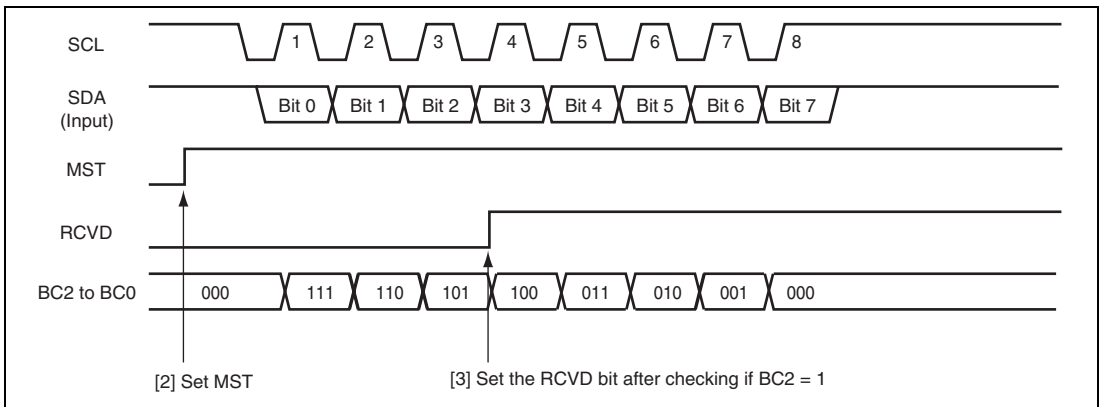 SCL 1 2 3 4 5 6 7 8
SDA
(Input)
Bit 0 Bit 1 Bit 2 Bit 3 Bit 4 Bit 5 Bit 6 Bit 7
MST
RCVD
BC2 to BC0 000 111 110 101 100 011 010 001 000
[2] Set MST [3] Set the RCVD bit after checking if BC2 = 1